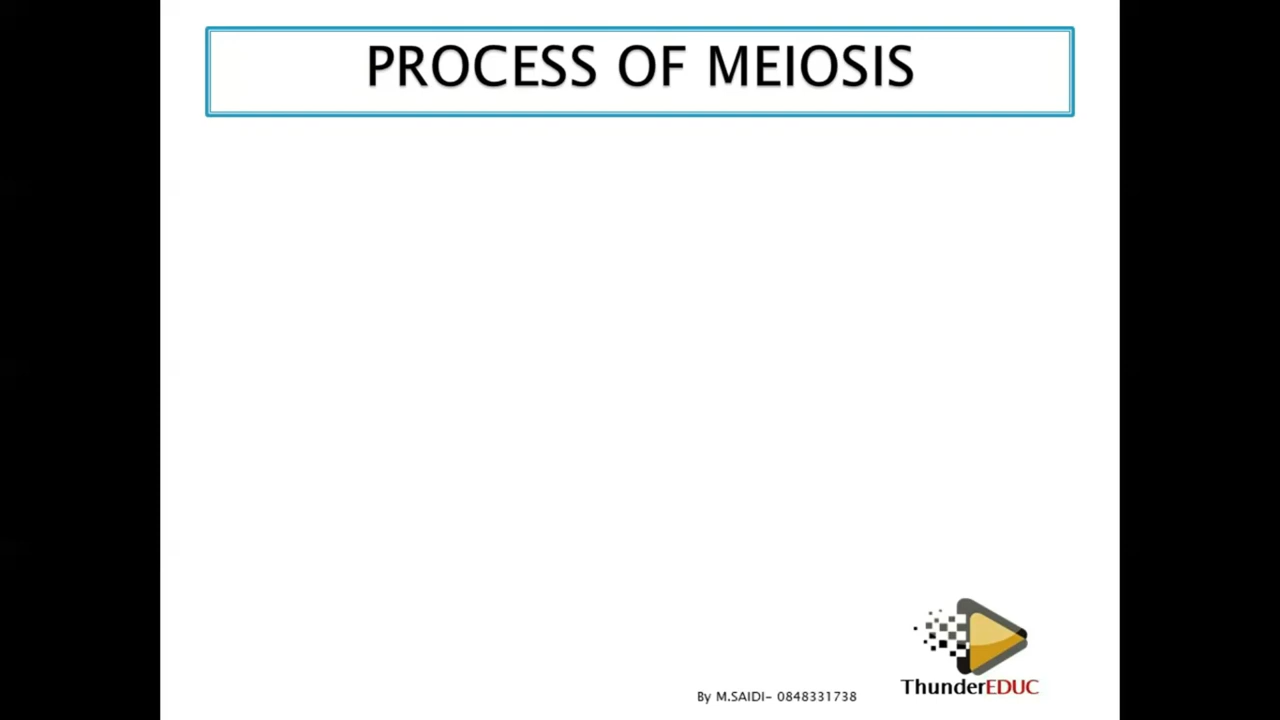 PROCESS OF MEIOSIS
By M.SAIDI- 0848331738
ThunderEDUC